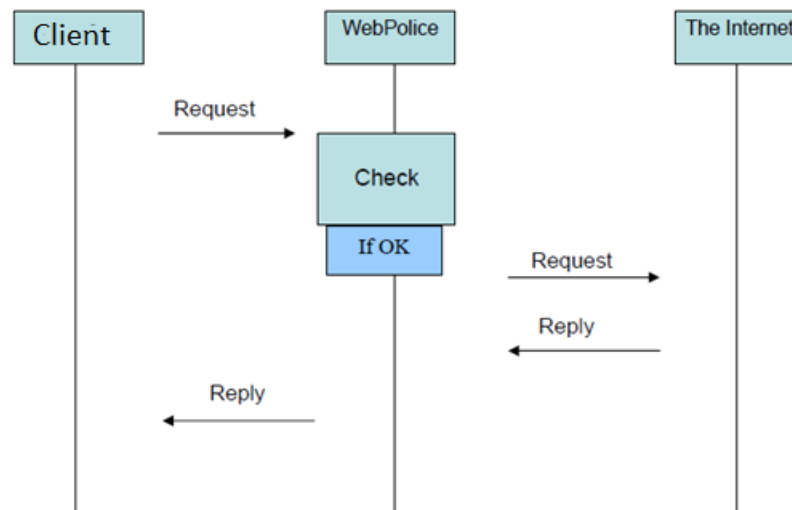 Client
WebPolice
The Internet
Request
Check
If OK
Request
Reply
Reply